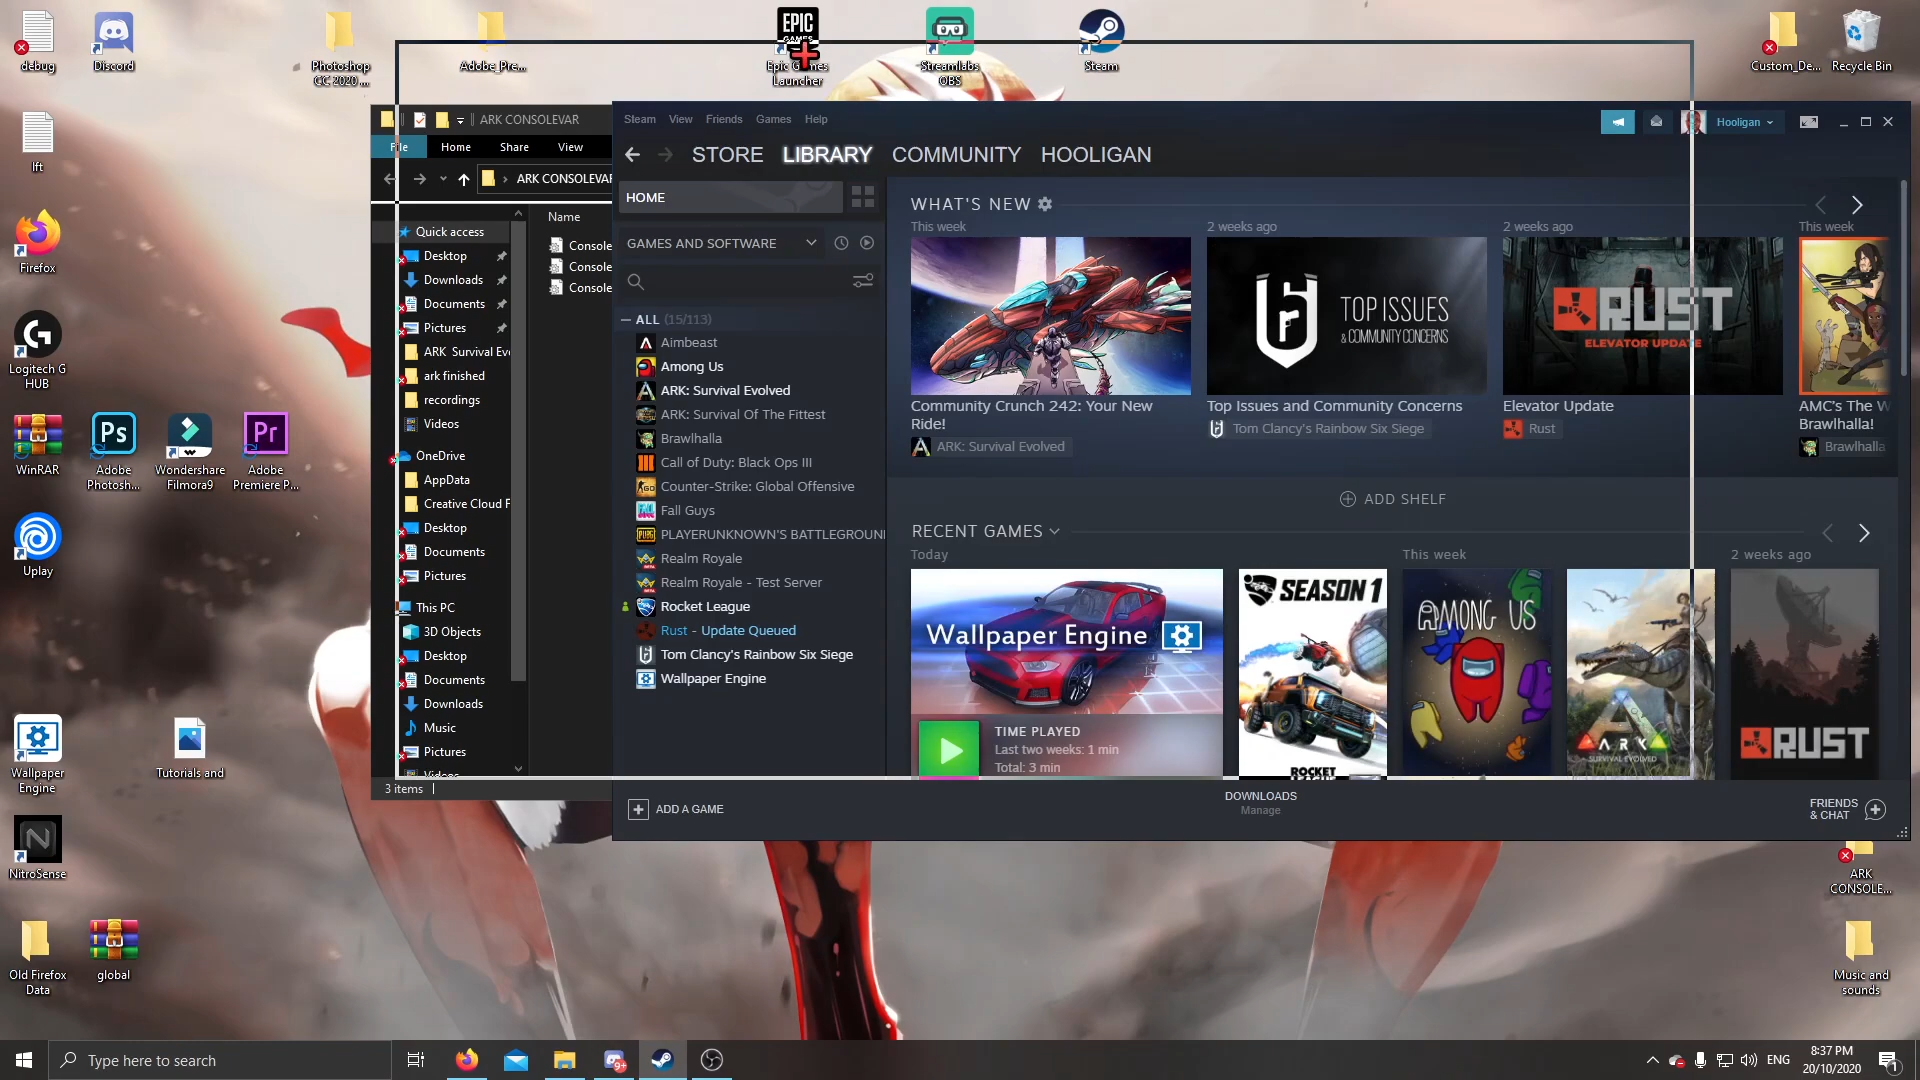 debug
Discord
Photoshop CC 2020 ...
Adobe_Pre...
EPIC GAMES
Epic Games Launcher
Streamlabs OBS
Steam
Custom_De...
Recycle Bin
lft
Firefox
Logitech G HUB
WinRAR
Ps
Adobe Photosh...
Wondershare Filmora9
Pr
Adobe Premiere P...
Uplay
Wallpaper Engine
Tutorials and
NitroSense
Old Firefox Data
global
ARK CONSOLE...
Music and sounds
ARK CONSOLEVAR
File
Home
Share
View
ARK CONSOLEVAR
Name
Console
Console
Console
Quick access
Desktop
Downloads
Documents
Pictures
ARK Survival Ev
ark finished
recordings
Videos
OneDrive
AppData
Creative Cloud F
Desktop
Documents
Pictures
This PC
3D Objects
Desktop
Documents
Downloads
Music
Pictures
Videos
3 items
Steam
View
Friends
Games
Help
Hooligan
STORE
LIBRARY
COMMUNITY
HOOLIGAN
HOME
GAMES AND SOFTWARE
ALL (15/113)
Aimbeast
Among Us
ARK: Survival Evolved
ARK: Survival Of The Fittest
Brawlhalla
Call of Duty: Black Ops III
Counter-Strike: Global Offensive
Fall Guys
PLAYERUNKNOWN'S BATTLEGROUN
Realm Royale
Realm Royale - Test Server
Rocket League
Rust - Update Queued
Tom Clancy's Rainbow Six Siege
Wallpaper Engine
WHAT'S NEW
This week
2 weeks ago
2 weeks ago
This week
TOP ISSUES
& COMMUNITY CONCERNS
RUST
ELEVATOR UPDATE
Community Crunch 242: Your New Ride!
ARK: Survival Evolved
Top Issues and Community Concerns
Tom Clancy's Rainbow Six Siege
Elevator Update
Rust
AMC's The W
Brawlhalla!
Brawlhalla
ADD SHELF
RECENT GAMES
Today
This week
2 weeks ago
Wallpaper Engine
TIME PLAYED
Last two weeks: 1 min
Total: 3 min
SEASON 1
ROCKET
AMONG US
ARK
SURVIVAL EVOLVED
RUST
ADD A GAME
DOWNLOADS
Manage
FRIENDS & CHAT
Type here to search
9+
ENG
8:37 PM
20/10/2020
1